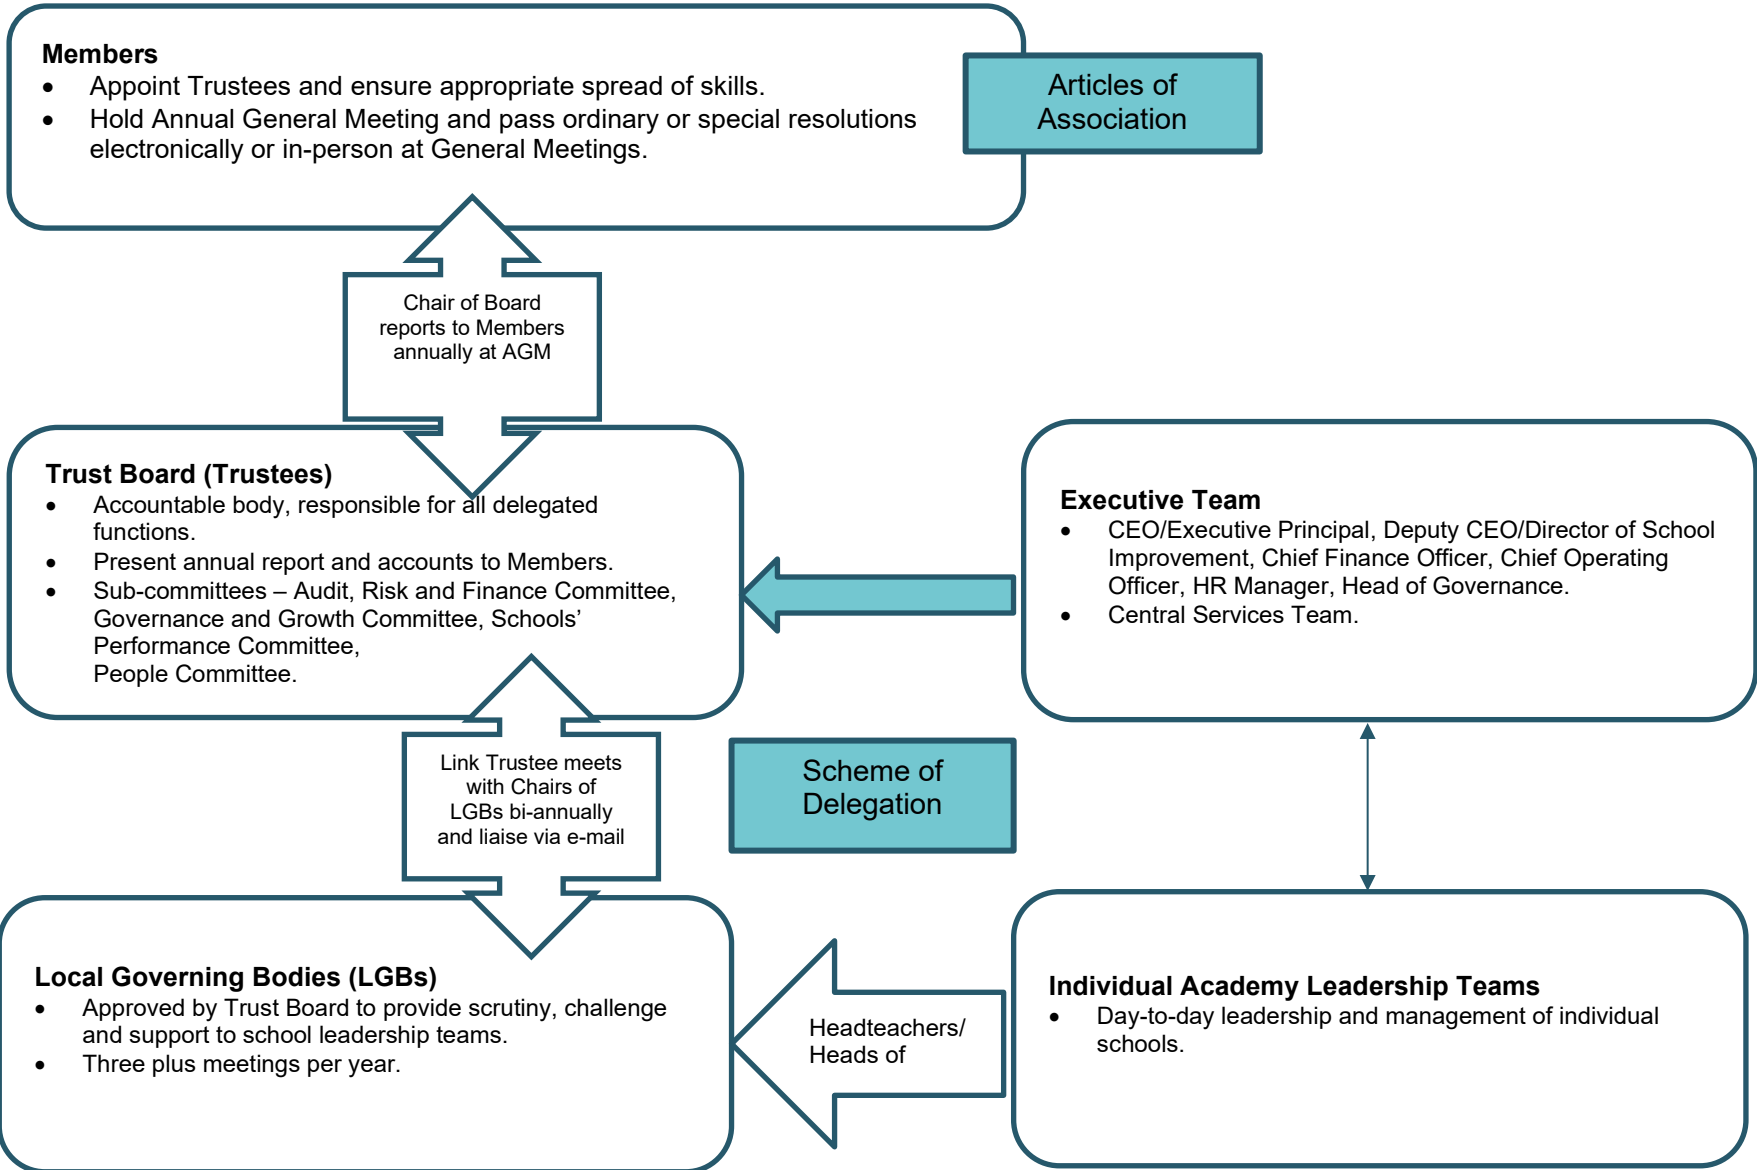 Members
• Appoint Trustees and ensure appropriate spread of skills.
• Hold Annual General Meeting and pass ordinary or special resolutions
electronically or in-person at General Meetings.
Articles of
Association
Chair of Board
reports to Members
annually at AGM
Trust Board (Trustees)
• Accountable body, responsible for all delegated
functions.
• Present annual report and accounts to Members.
• Sub-committees – Audit, Risk and Finance Committee,
Governance and Growth Committee, Schools’
Performance Committee,
People Committee.
Executive Team
• CEO/Executive Principal, Deputy CEO/Director of School
Improvement, Chief Finance Officer, Chief Operating
Officer, HR Manager, Head of Governance.
• Central Services Team.
Link Trustee meets
with Chairs of
LGBs bi-annually
and liaise via e-mail
Scheme of
Delegation
Local Governing Bodies (LGBs)
• Approved by Trust Board to provide scrutiny, challenge
and support to school leadership teams.
• Three plus meetings per year.
Headteachers/
Heads of
Individual Academy Leadership Teams
• Day-to-day leadership and management of individual
schools.